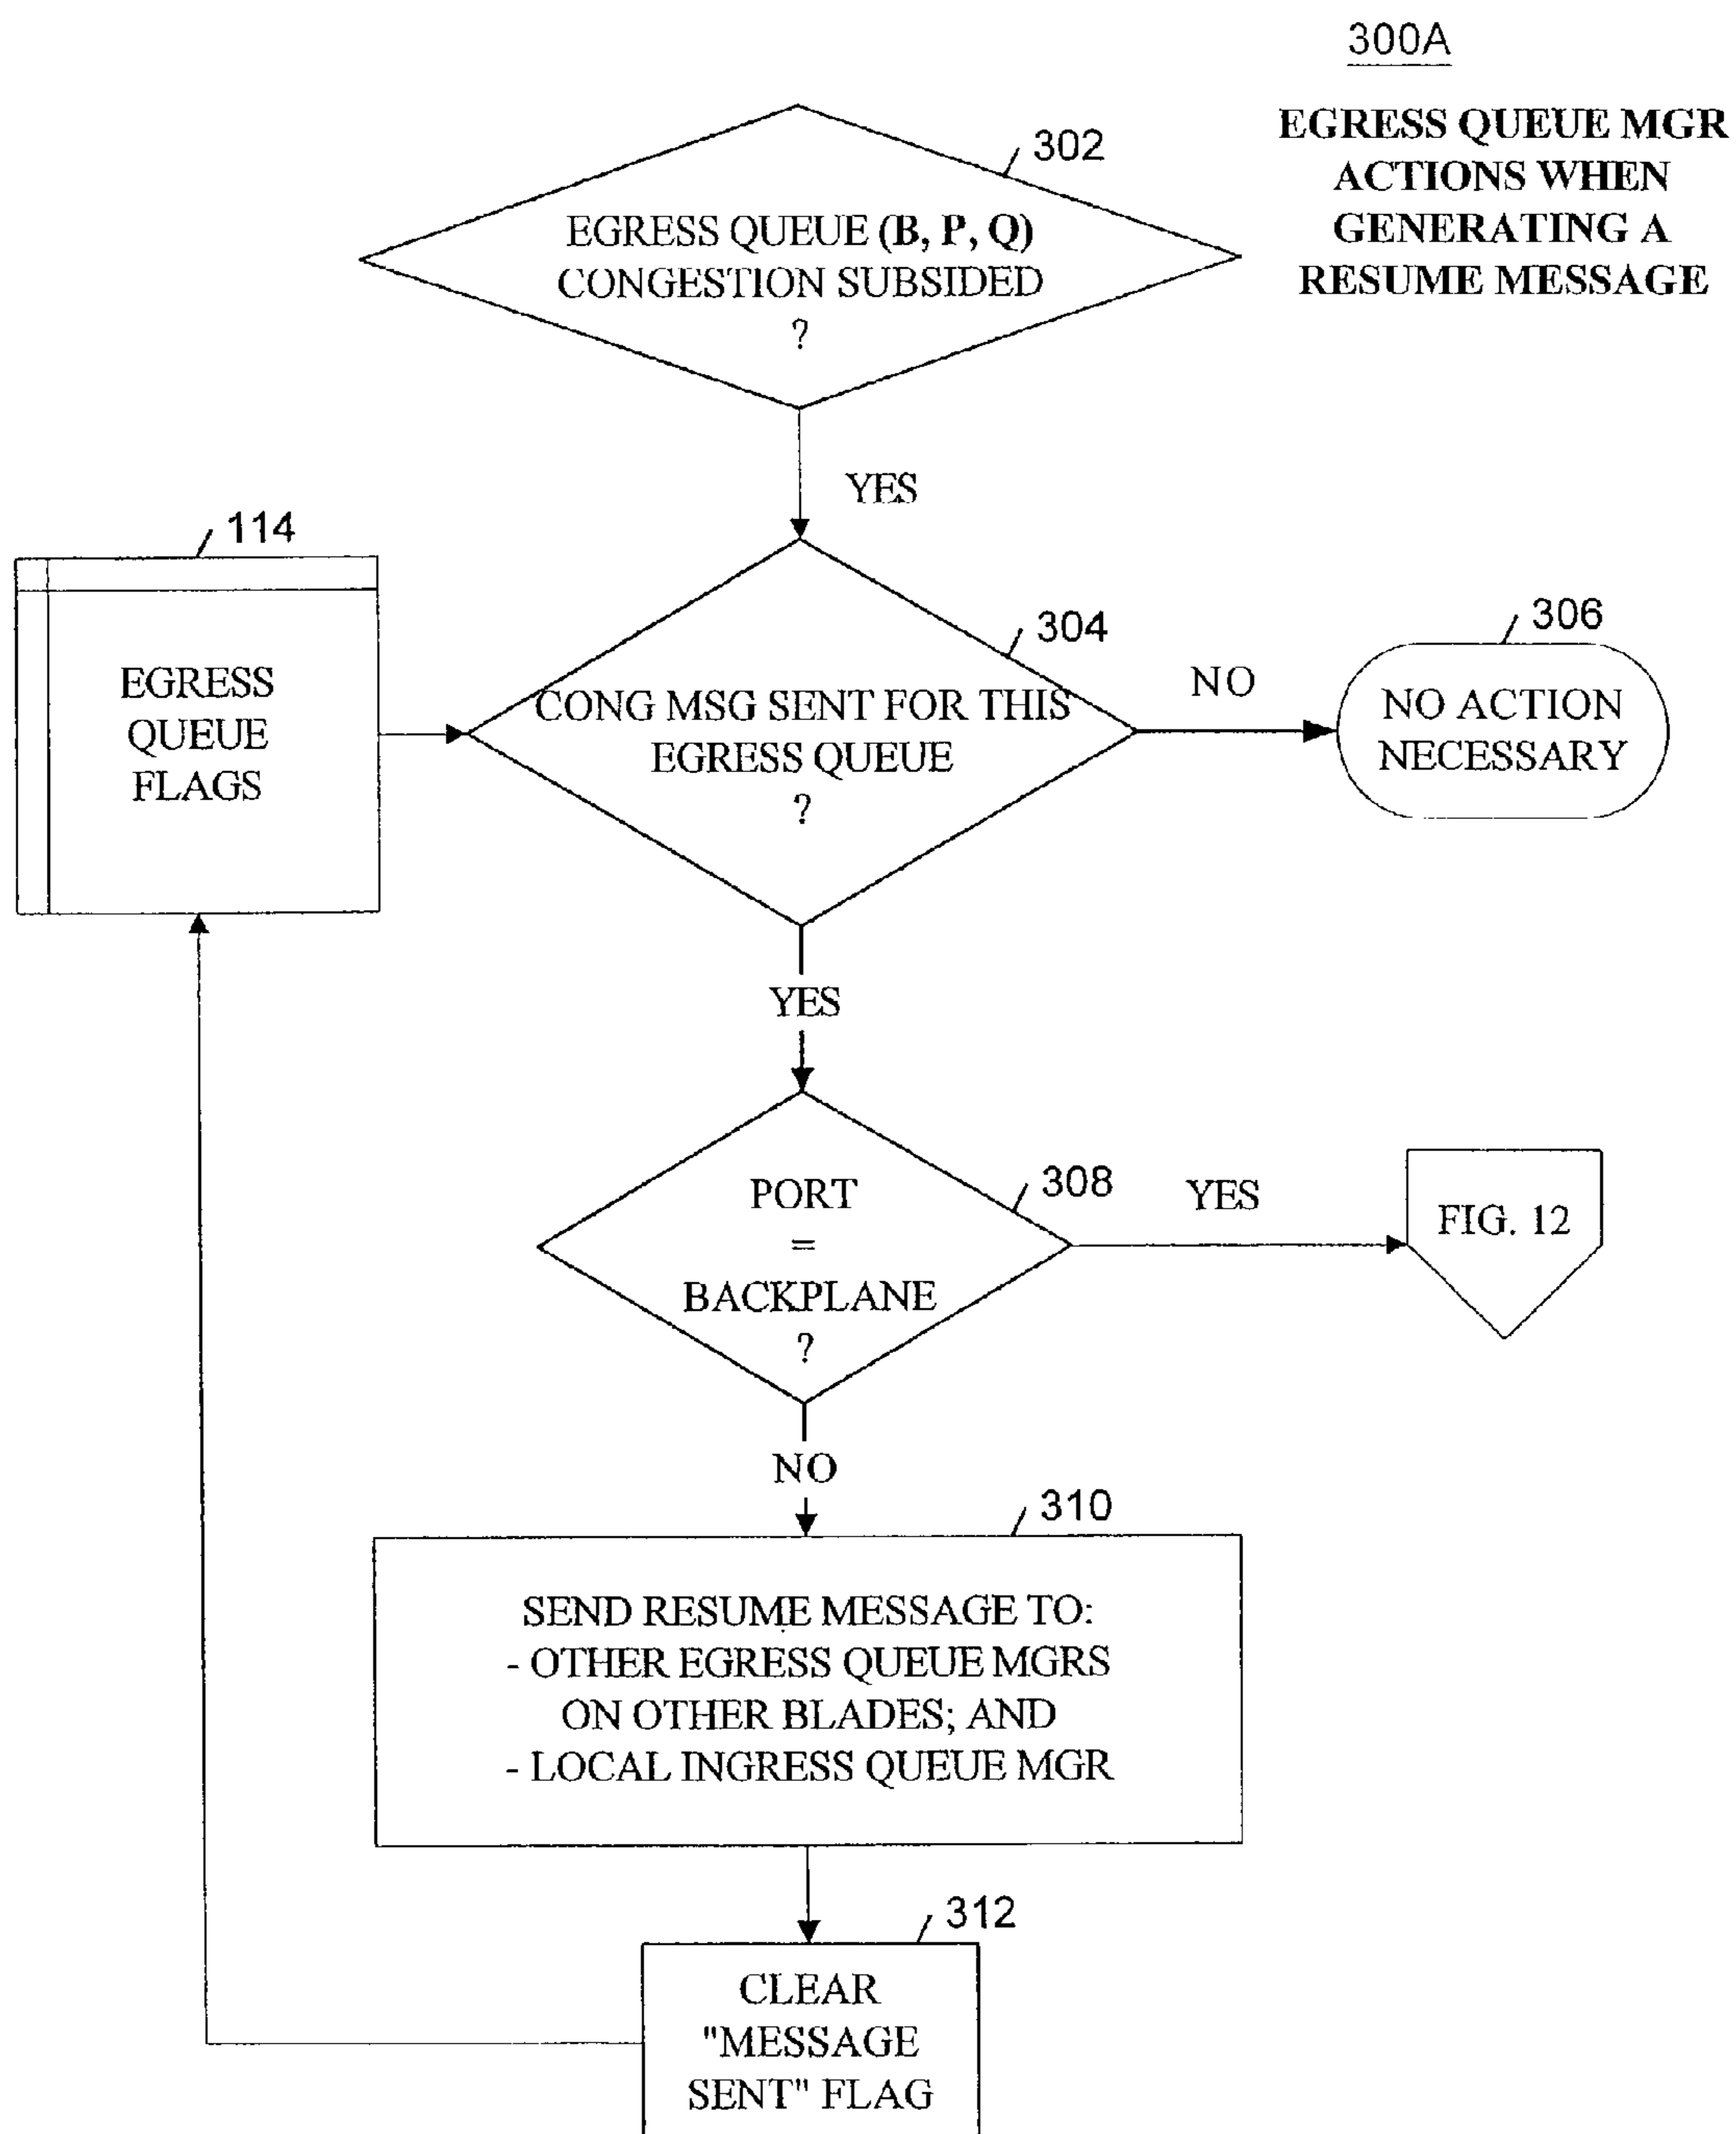 300A
EGRESS QUEUE MGR
ACTIONS WHEN
GENERATING A
RESUME MESSAGE
302
EGRESS QUEUE (B, P, Q)
CONGESTION SUBSIDED
?
YES
114
EGRESS
QUEUE
FLAGS
304
CONG MSG SENT FOR THIS
EGRESS QUEUE
?
NO
306
NO ACTION
NECESSARY
YES
308
PORT
=
BACKPLANE
?
YES
FIG. 12
NO
310
SEND RESUME MESSAGE TO:
- OTHER EGRESS QUEUE MGRS
ON OTHER BLADES; AND
- LOCAL INGRESS QUEUE MGR
312
CLEAR
"MESSAGE
SENT" FLAG